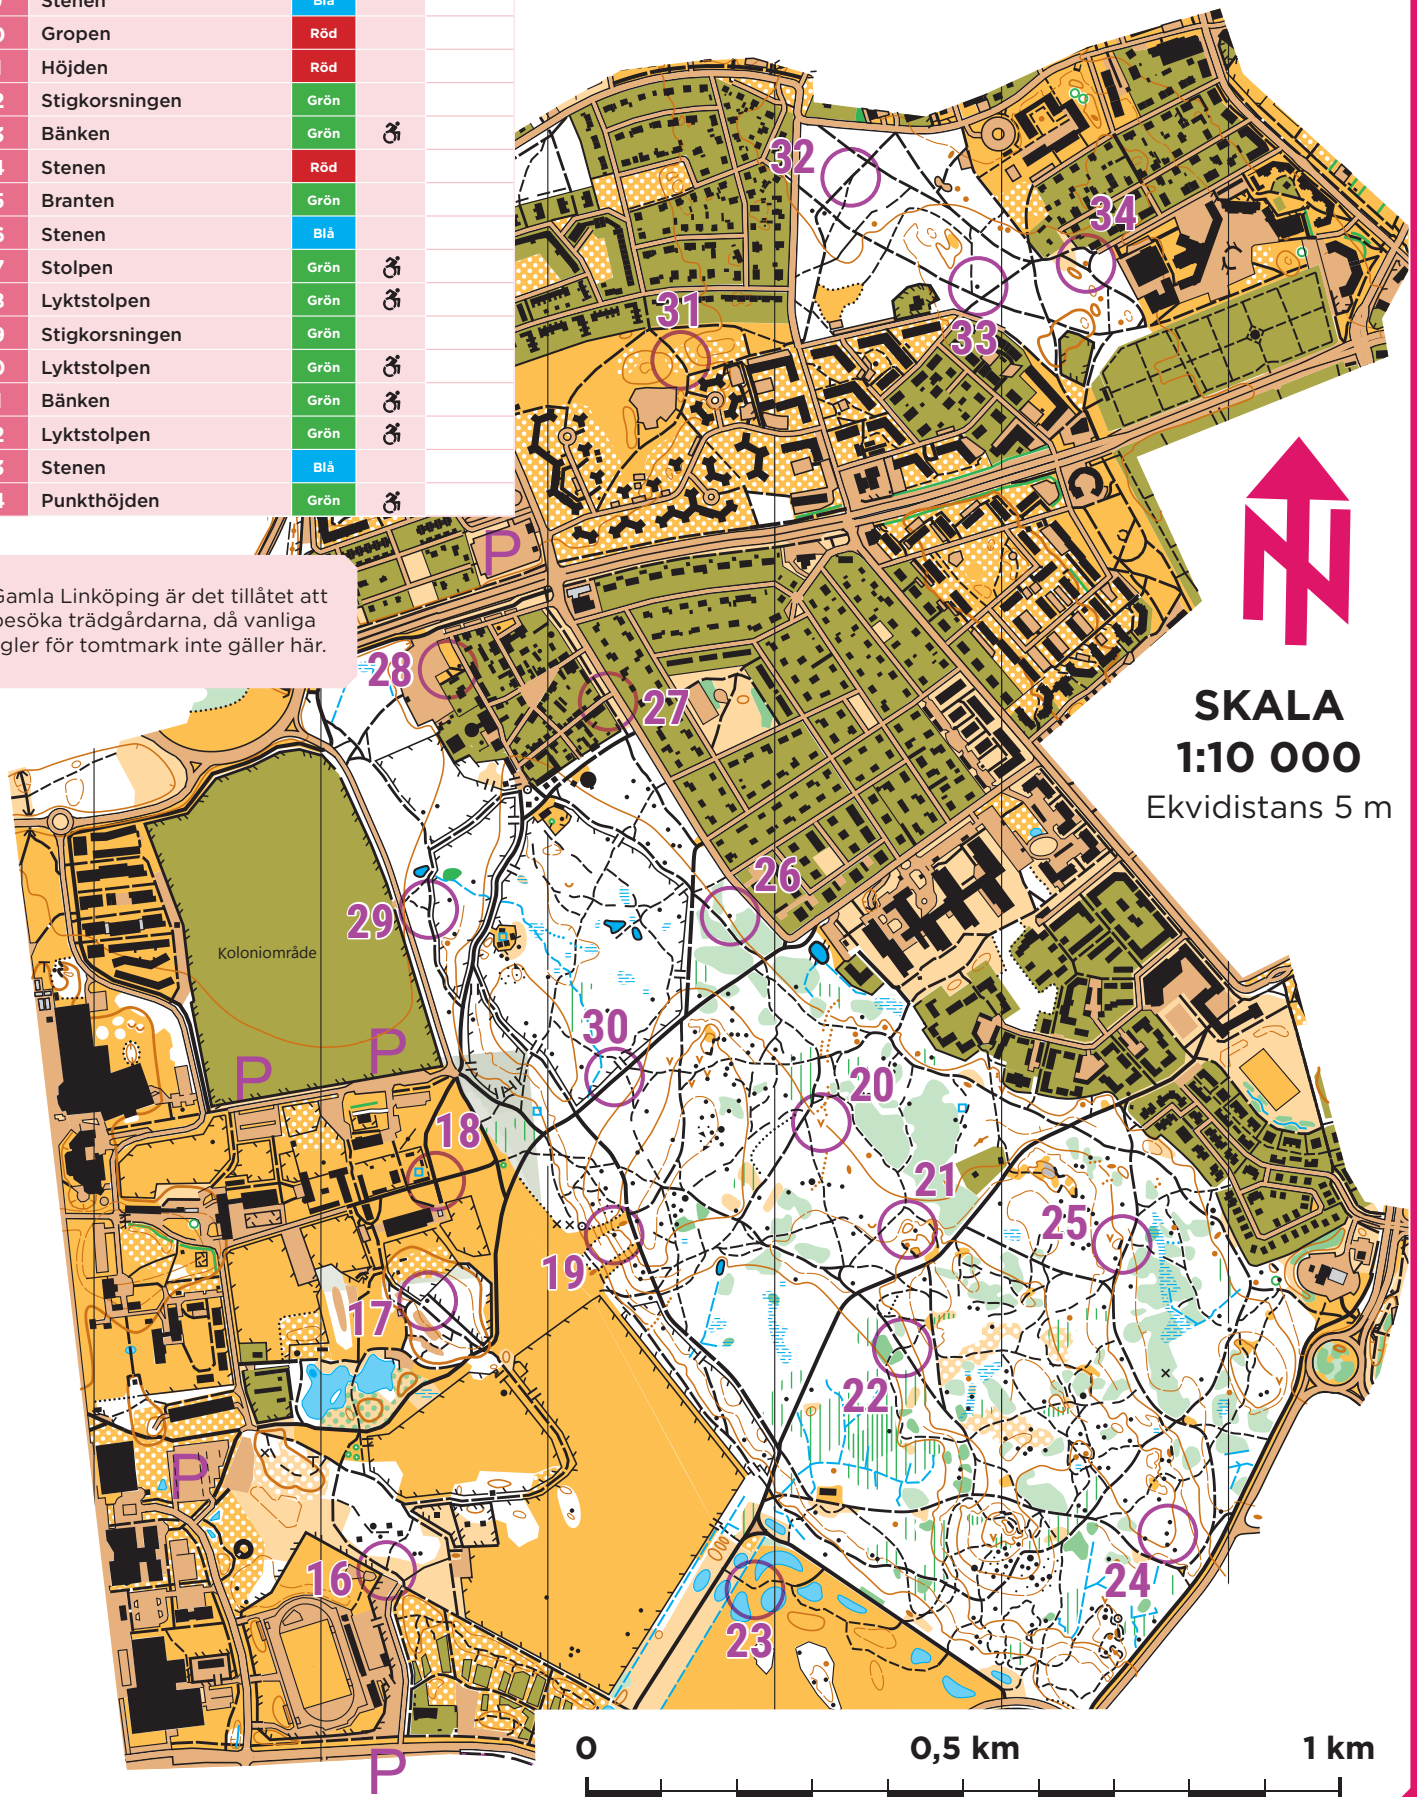 Stenen Blå
Gropen Röd
Höjden Röd
Stigkorsningen Grön
Bänken Grön
Stenen Röd
Branten Grön
Stenen Blå
Stolpen Grön
Lyktstolpen Grön
Stigkorsningen Grön
Lyktstolpen Grön
Bänken Grön
Lyktstolpen Grön
Stenen Blå
Punkthöjden Grön
Gamla Linköping är det tillåtet att
besöka trädgårdarna, då vanliga
gler för tomtmark inte gäller här.
32
34
31
33
P
28
27
N
SKALA
1:10 000
Ekvidistans 5 m
26
29
Koloniområde
30
P
P
20
18
21
25
19
17
22
P
16
24
23
P
0 0,5 km 1 km